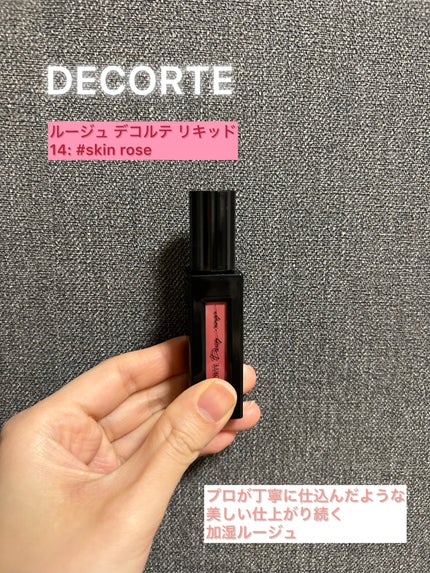 DECORTE
ルージュ デコルテ リキッド
14: #skin rose
プロが丁寧に仕込んだような
美しい仕上がり続く
加湿ルージュ